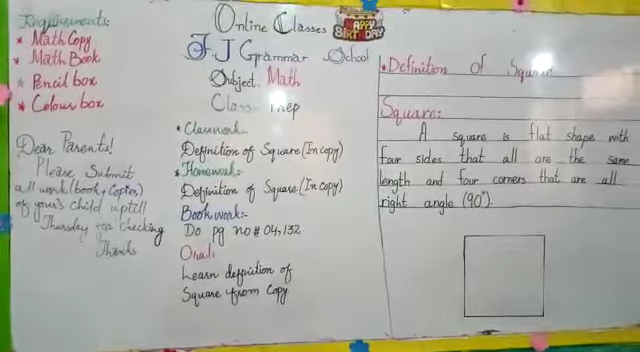 Requirements:
* Math Copy
* Math Book
* Pencil box
* Colour box
Dear Parents!
Please Submit
all work (book + Copies)
of your's child uptill
Thursday for checking
Thanks
Online Classes
HAPPY
BIRTHDAY
F J Grammar School
Subject. Math
Class. Prep
• Classwork:-
Definition of Square (In copy)
• Homework:-
Definition of Square (In copy)
Book work:-
Do pg no # 04, 132.
Oral:
Learn definition of
Square from Copy
• Definition of Square
Square:
A square is flat shape with
four sides that all are the same
length and four corners that are all
right angle (90°).